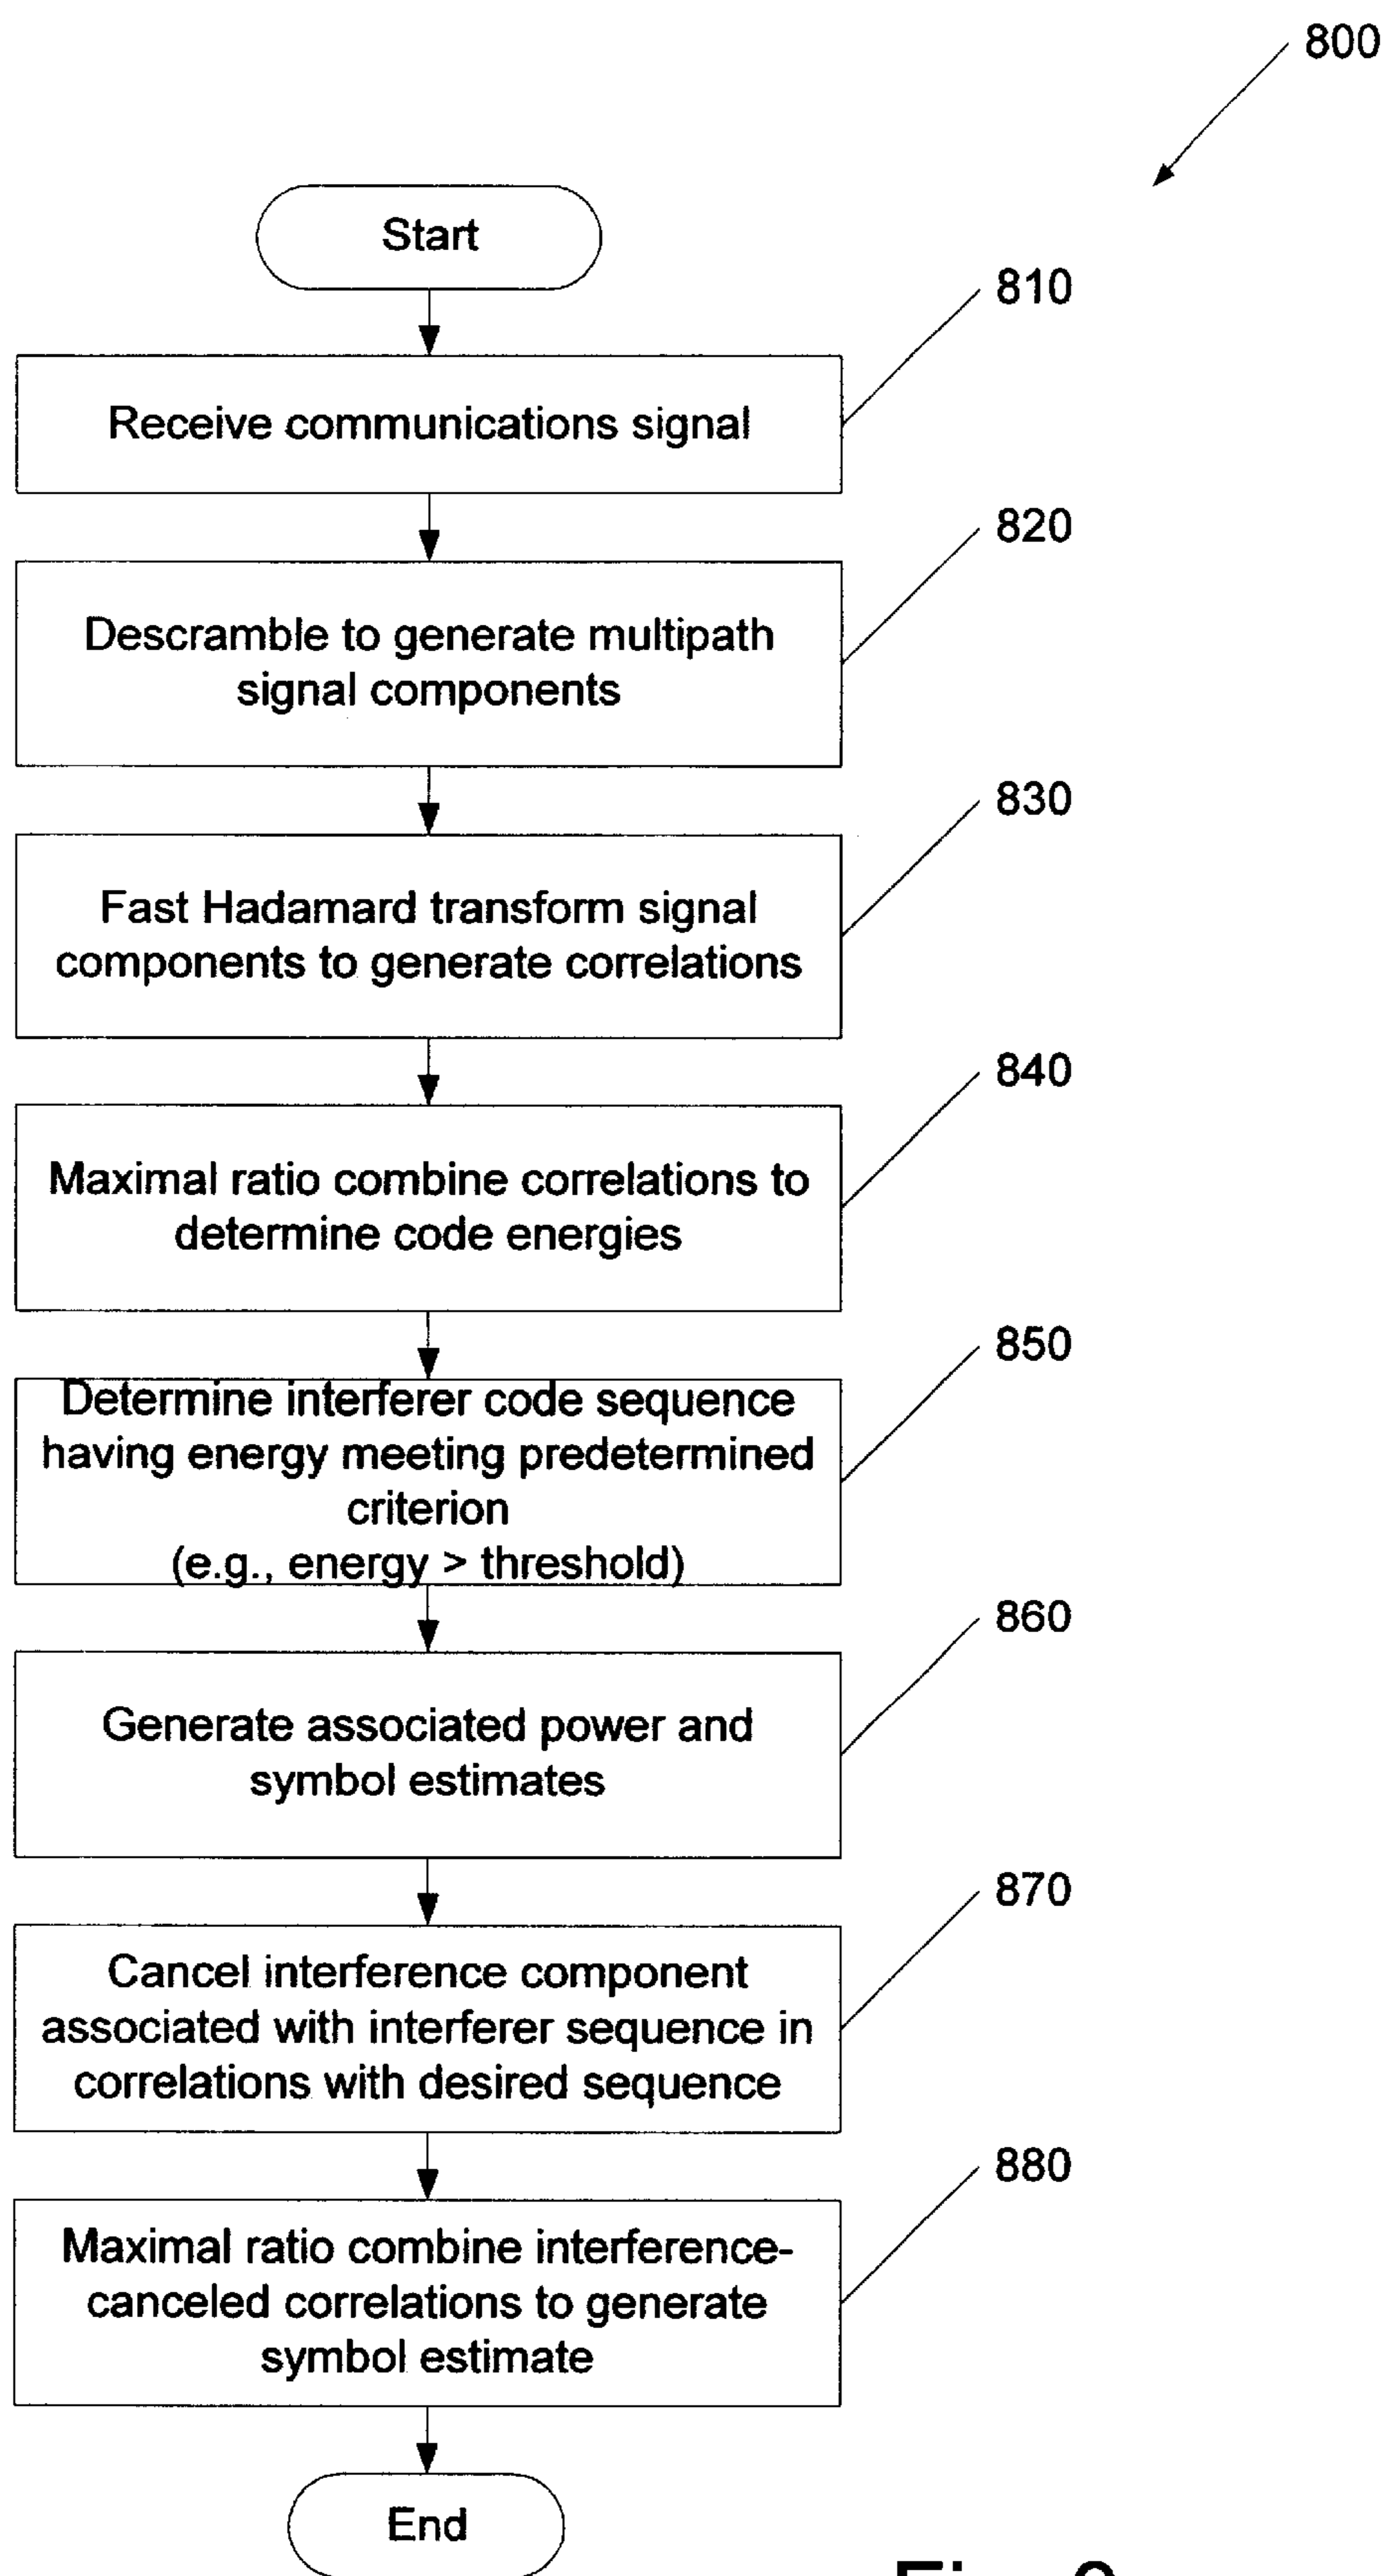 800
Start
810
Receive communications signal
820
Descramble to generate multipath
signal components
830
Fast Hadamard transform signal
components to generate correlations
840
Maximal ratio combine correlations to
determine code energies
850
Determine interferer code sequence
having energy meeting predetermined
criterion
(e.g., energy > threshold)
860
Generate associated power and
symbol estimates
870
Cancel interference component
associated with interferer sequence in
correlations with desired sequence
880
Maximal ratio combine interference-
canceled correlations to generate
symbol estimate
End